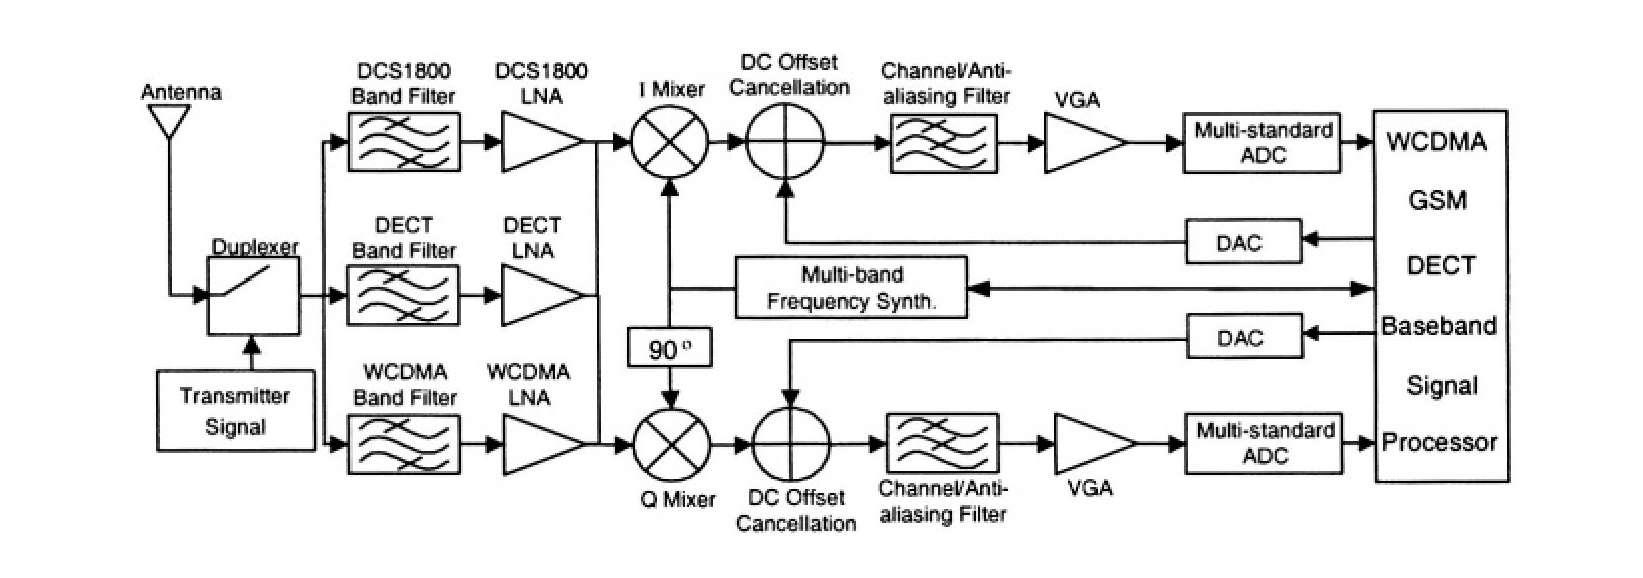 Antenna
DCS1800
Band Filter
DCS1800
LNA
I Mixer
DC Offset
Cancellation
Channel/Anti-
aliasing Filter
VGA
Multi-standard
ADC
WCDMA
GSM
DECT
Baseband
Signal
Processor
DAC
Duplexer
DECT
Band Filter
DECT
LNA
Multi-band
Frequency Synth.
90°
DAC
Transmitter
Signal
WCDMA
Band Filter
WCDMA
LNA
Q Mixer
DC Offset
Cancellation
Channel/Anti-
aliasing Filter
VGA
Multi-standard
ADC